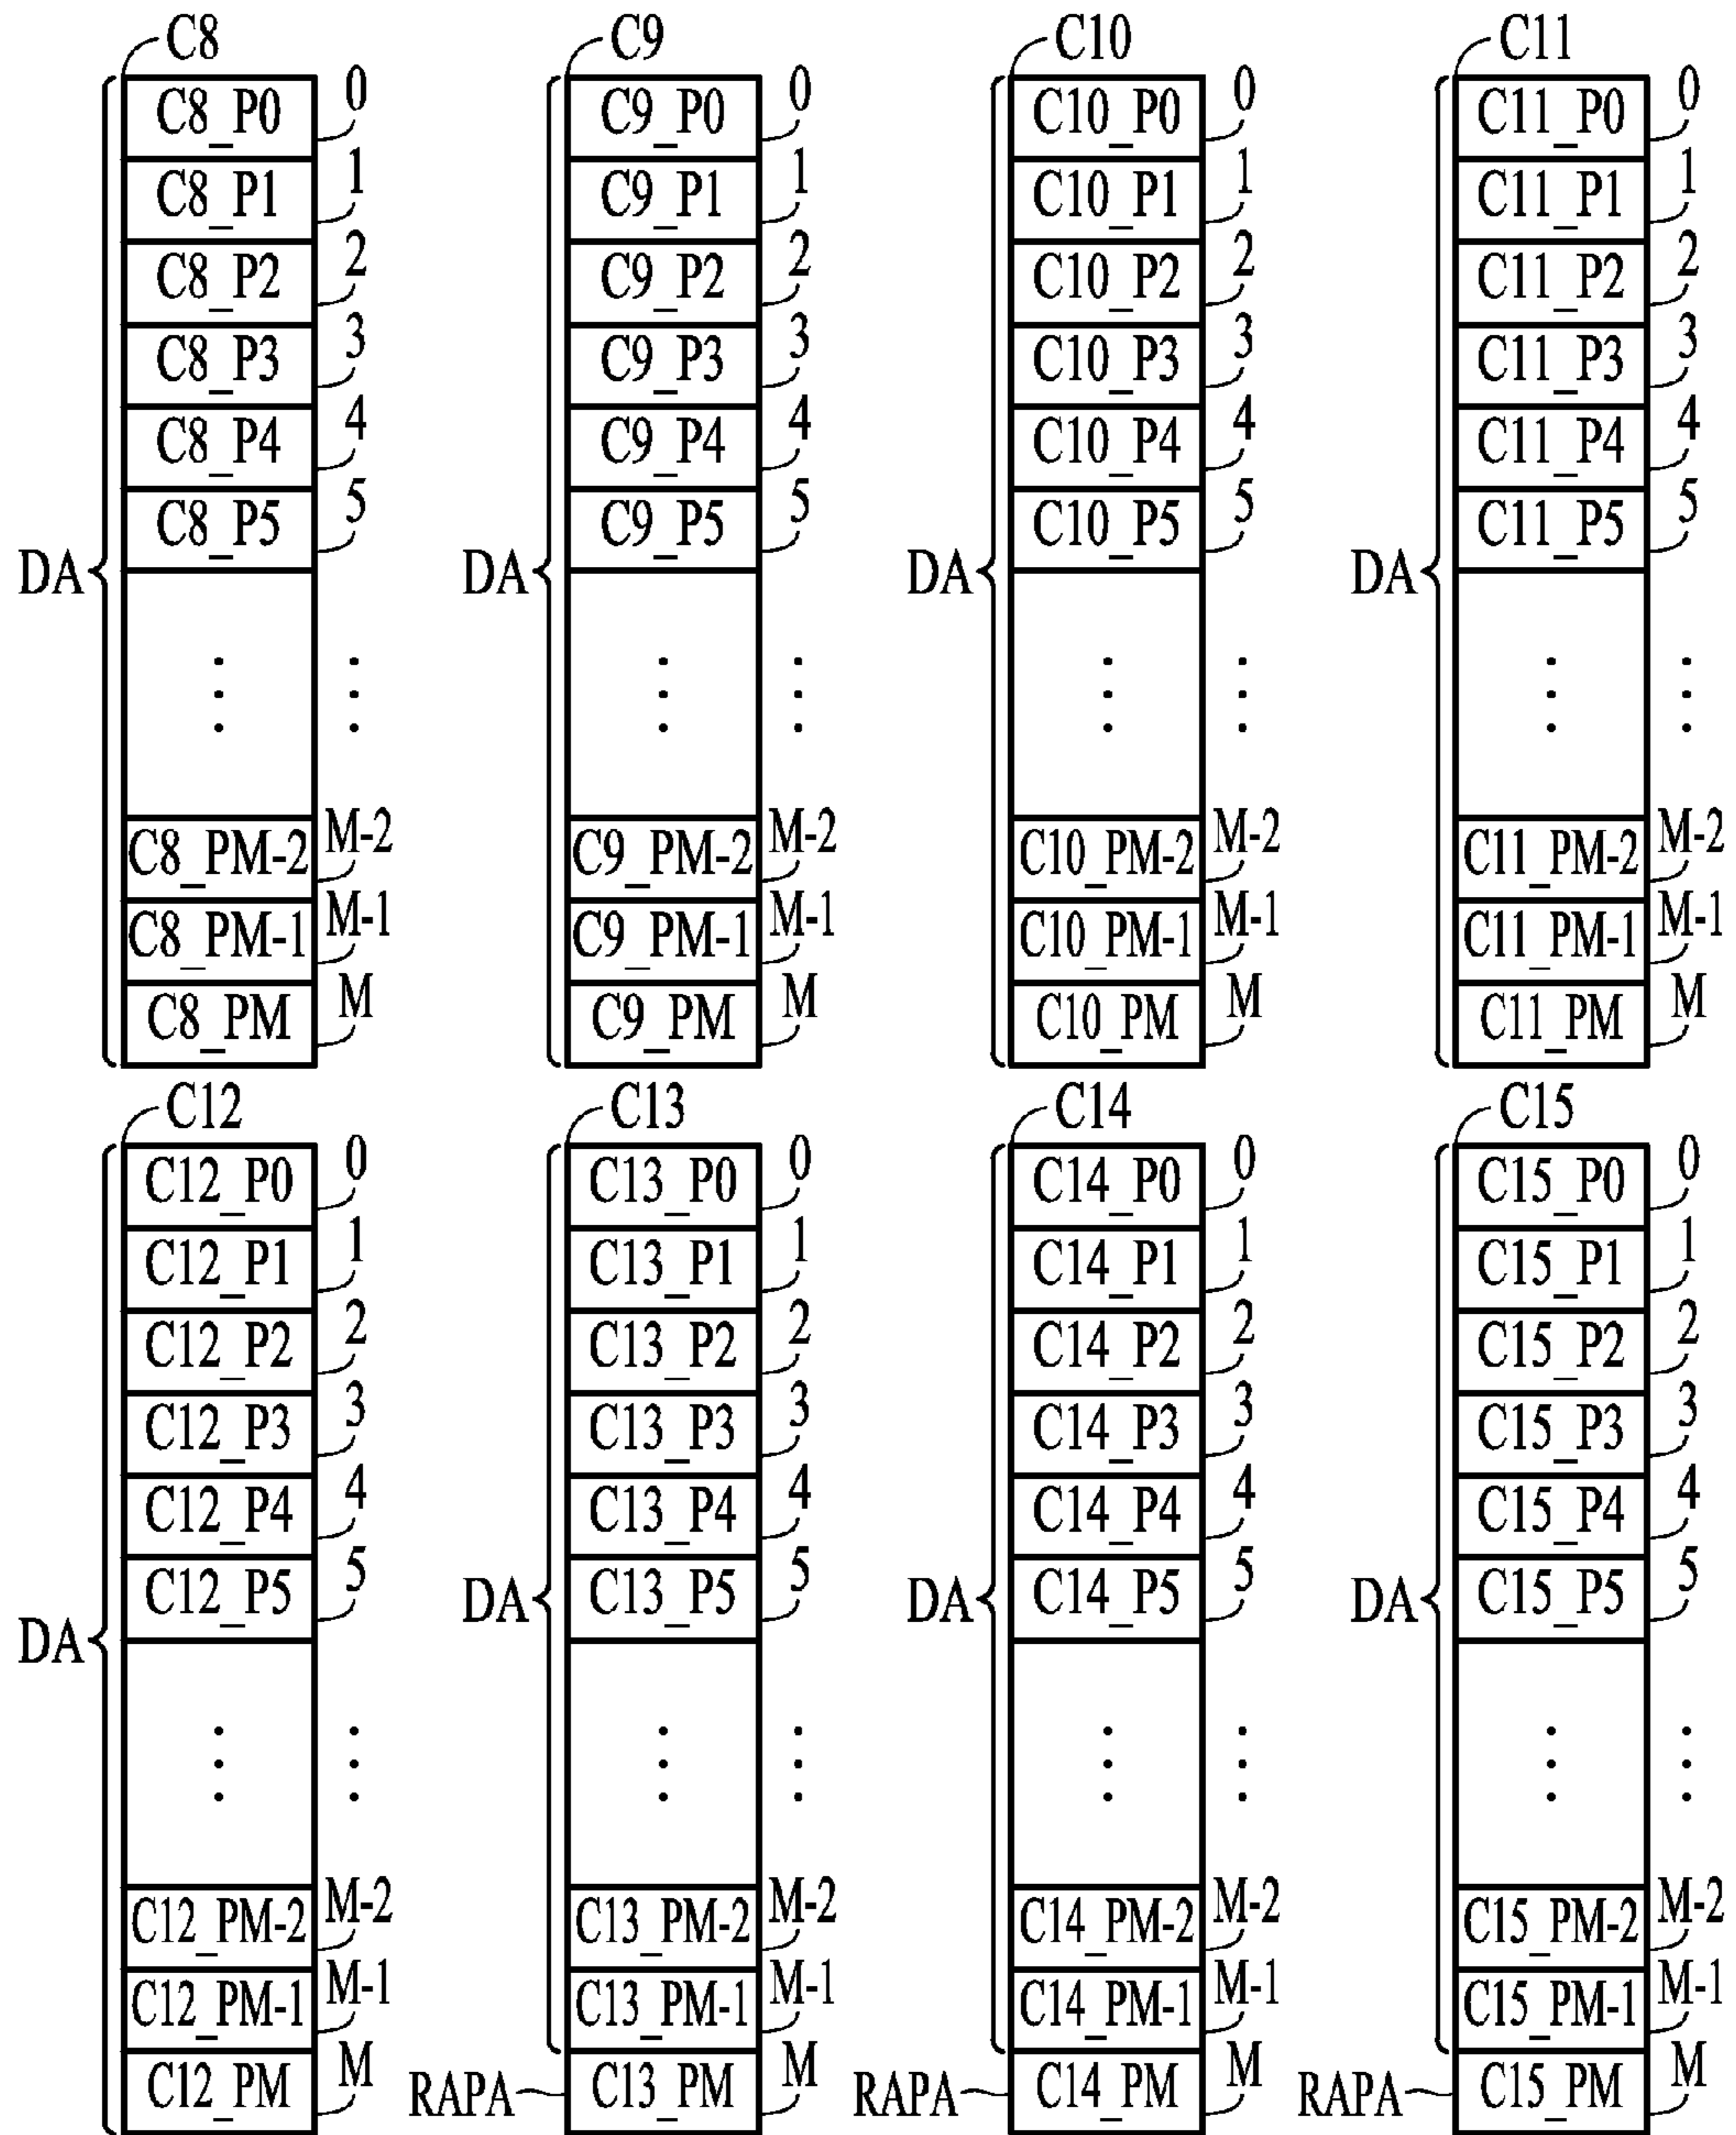 C8 C9 C10 C11
C8_P0 0 C9_P0 0 C10_P0 0 C11_P0 0
C8_P1 1 C9_P1 1 C10_P1 1 C11_P1 1
C8_P2 2 C9_P2 2 C10_P2 2 C11_P2 2
C8_P3 3 C9_P3 3 C10_P3 3 C11_P3 3
C8_P4 4 C9_P4 4 C10_P4 4 C11_P4 4
C8_P5 5 C9_P5 5 C10_P5 5 C11_P5 5
DA DA DA DA
C8_PM-2 M-2 C9_PM-2 M-2 C10_PM-2 M-2 C11_PM-2 M-2
C8_PM-1 M-1 C9_PM-1 M-1 C10_PM-1 M-1 C11_PM-1 M-1
C8_PM M C9_PM M C10_PM M C11_PM M
C12 C13 C14 C15
C12_P0 0 C13_P0 0 C14_P0 0 C15_P0 0
C12_P1 1 C13_P1 1 C14_P1 1 C15_P1 1
C12_P2 2 C13_P2 2 C14_P2 2 C15_P2 2
C12_P3 3 C13_P3 3 C14_P3 3 C15_P3 3
C12_P4 4 C13_P4 4 C14_P4 4 C15_P4 4
C12_P5 5 C13_P5 5 C14_P5 5 C15_P5 5
DA DA DA DA
C12_PM-2 M-2 C13_PM-2 M-2 C14_PM-2 M-2 C15_PM-2 M-2
C12_PM-1 M-1 C13_PM-1 M-1 C14_PM-1 M-1 C15_PM-1 M-1
C12_PM M RAPA C13_PM M RAPA C14_PM M RAPA C15_PM M